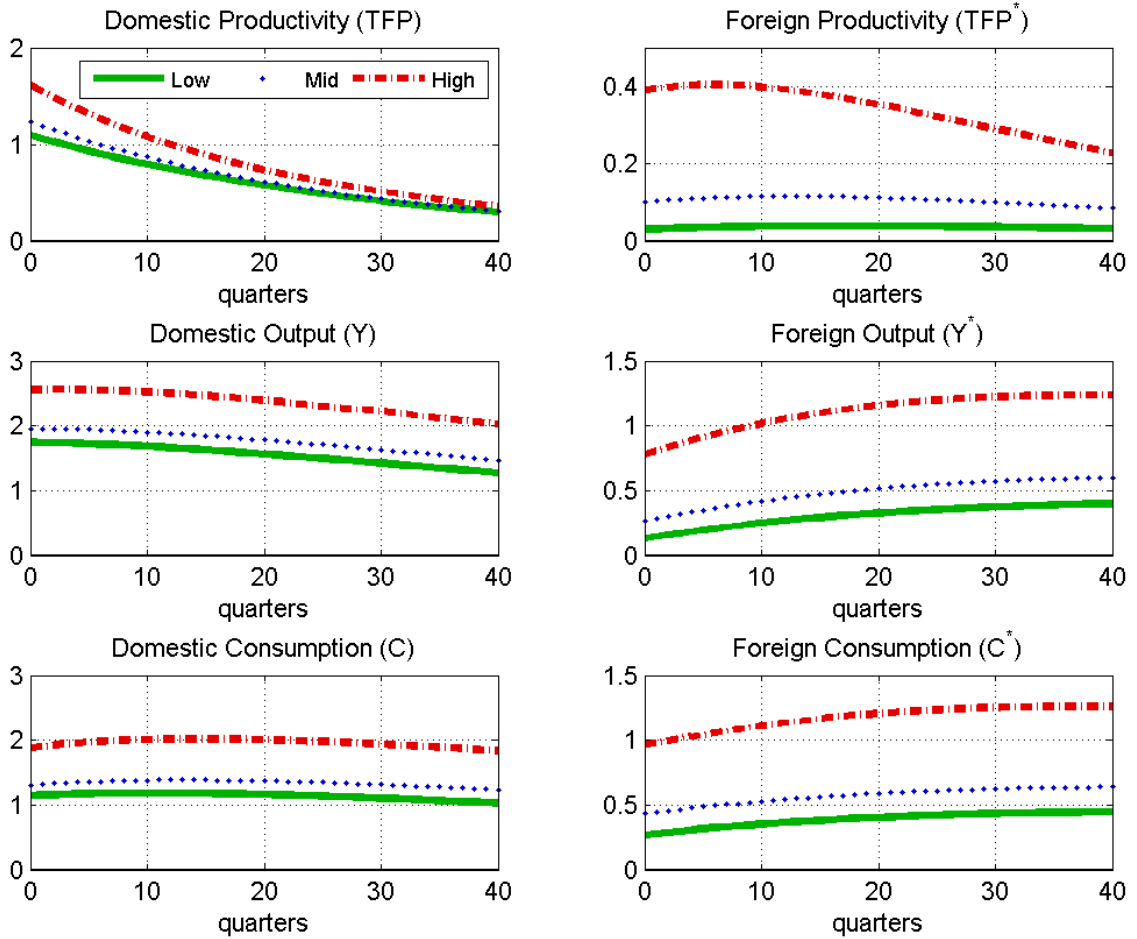 Domestic Productivity (TFP)
2
1
0
Low Mid High
0 10 20 30 40
quarters
Foreign Productivity (TFP*)
0.4
0.2
0
0 10 20 30 40
quarters
Domestic Output (Y)
3
2
1
0
0 10 20 30 40
quarters
Foreign Output (Y*)
1.5
1
0.5
0
0 10 20 30 40
quarters
Domestic Consumption (C)
3
2
1
0
0 10 20 30 40
quarters
Foreign Consumption (C*)
1.5
1
0.5
0
0 10 20 30 40
quarters